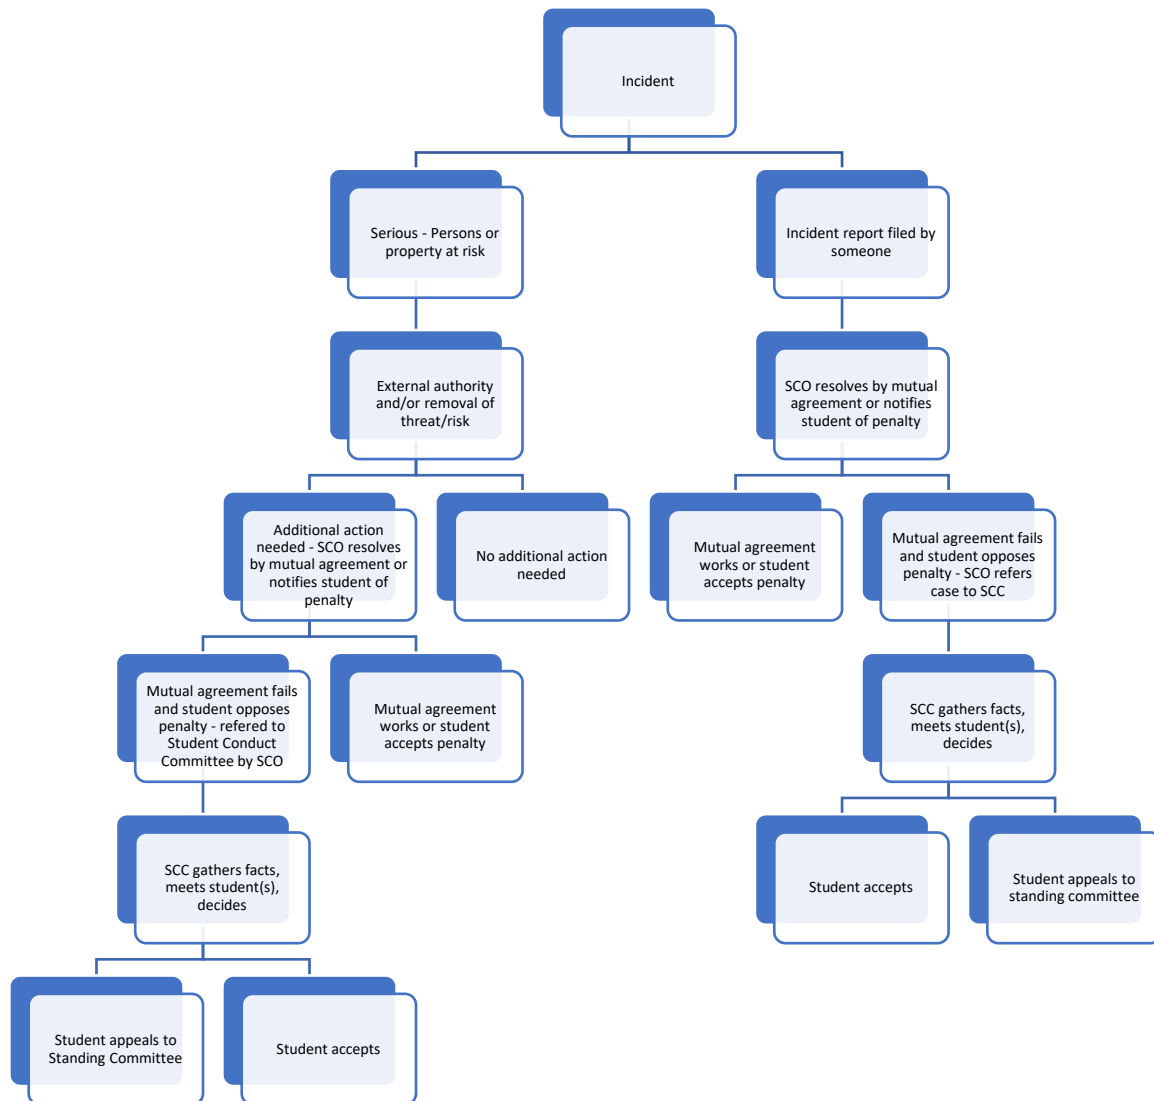 Incident
Serious - Persons or
property at risk
Incident report filed by
someone
External authority
and/or removal of
threat/risk
SCO resolves by mutual
agreement or notifies
student of penalty
Additional action
needed - SCO resolves
by mutual agreement or
notifies student of
penalty
No additional action
needed
Mutual agreement
works or student
accepts penalty
Mutual agreement fails
and student opposes
penalty - SCO refers
case to SCC
Mutual agreement fails
and student opposes
penalty - refered to
Student Conduct
Committee by SCO
Mutual agreement
works or student
accepts penalty
SCC gathers facts,
meets student(s),
decides
SCC gathers facts,
meets student(s),
decides
Student accepts
Student appeals to
standing committee
Student appeals to
Standing Committee
Student accepts